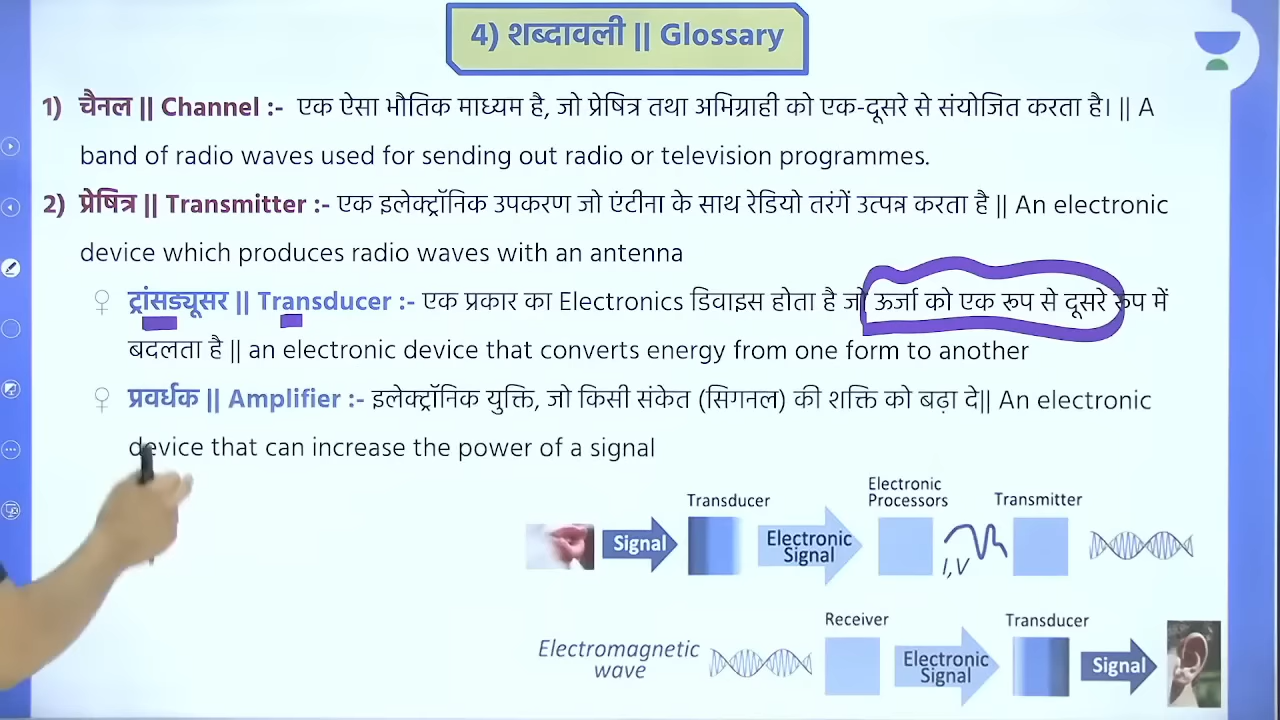 4) शब्दावली || Glossary
1) चैनल || Channel :- एक ऐसा भौतिक माध्यम है, जो प्रेषित्र तथा अभिग्राही को एक-दूसरे से संयोजित करता है। || A
band of radio waves used for sending out radio or television programmes.
2) प्रेषित्र || Transmitter :- एक इलेक्ट्रॉनिक उपकरण जो एंटीना के साथ रेडियो तरंगें उत्पन्न करता है || An electronic
device which produces radio waves with an antenna
ट्रांसड्यूसर || Transducer :- एक प्रकार का Electronics डिवाइस होता है जो ऊर्जा को एक रूप से दूसरे रूप में
बदलता है || an electronic device that converts energy from one form to another
प्रवर्धक || Amplifier :- इलेक्ट्रॉनिक युक्ति, जो किसी संकेत (सिगनल) की शक्ति को बढ़ा दे|| An electronic
device that can increase the power of a signal
Transducer
Electronic
Processors
Transmitter
Signal
Electronic
Signal
I,V
Receiver
Transducer
Electromagnetic
wave
Electronic
Signal
Signal